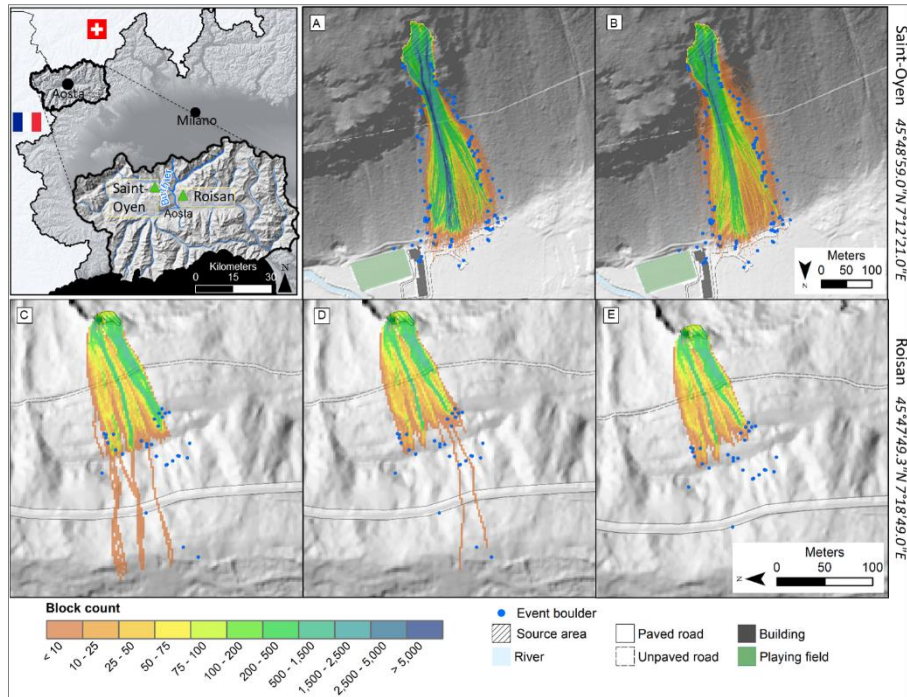 Aosta
Milano
Saint-
Oyen
Roisan
Aosta
Kilometers
0 15 30
N
A
B
Meters
0 50 100
N
Saint-Oyen 45°48'59.0"N 7°12'21.0"E
C
D
E
Meters
0 50 100
N
Roisan 45°47'49.3"N 7°18'49.0"E
Block count
< 10
10 - 25
25 - 50
50 - 75
75 - 100
100 - 200
200 - 500
500 - 1,500
1,500 - 2,500
2,500 - 5,000
> 5,000
Event boulder
Source area
River
Paved road
Unpaved road
Building
Playing field